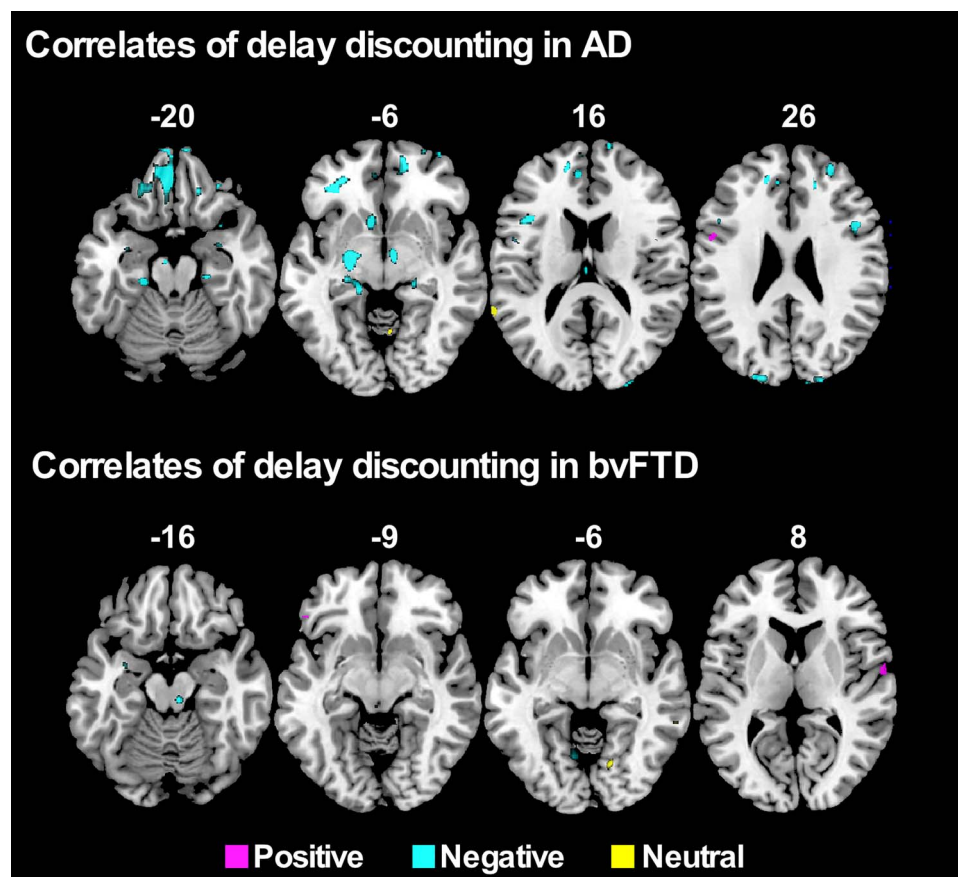 Correlates of delay discounting in AD
-20 -6 16 26
Correlates of delay discounting in bvFTD
-16 -9 -6 8
Positive Negative Neutral